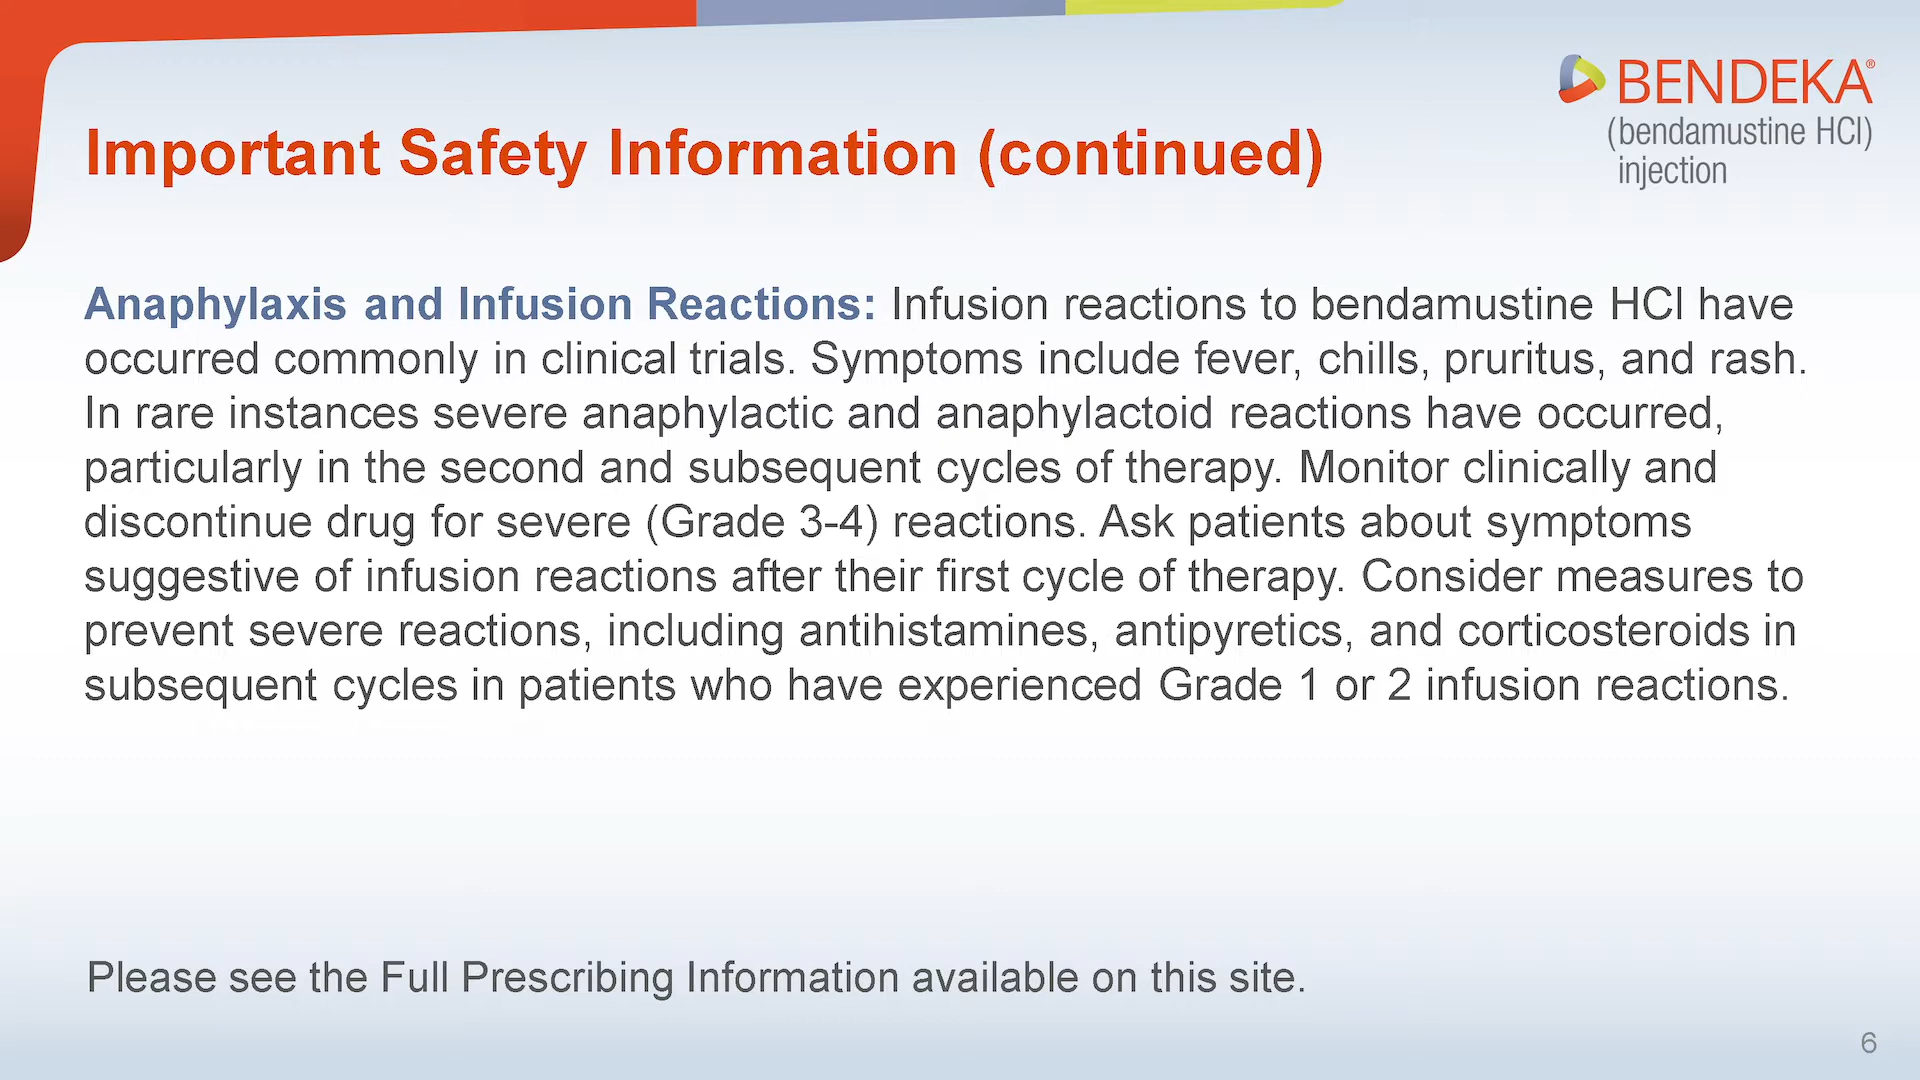 BENDEKA®
(bendamustine HCl)
injection
Important Safety Information (continued)
Anaphylaxis and Infusion Reactions: Infusion reactions to bendamustine HCl have
occurred commonly in clinical trials. Symptoms include fever, chills, pruritus, and rash.
In rare instances severe anaphylactic and anaphylactoid reactions have occurred,
particularly in the second and subsequent cycles of therapy. Monitor clinically and
discontinue drug for severe (Grade 3-4) reactions. Ask patients about symptoms
suggestive of infusion reactions after their first cycle of therapy. Consider measures to
prevent severe reactions, including antihistamines, antipyretics, and corticosteroids in
subsequent cycles in patients who have experienced Grade 1 or 2 infusion reactions.
Please see the Full Prescribing Information available on this site.
6